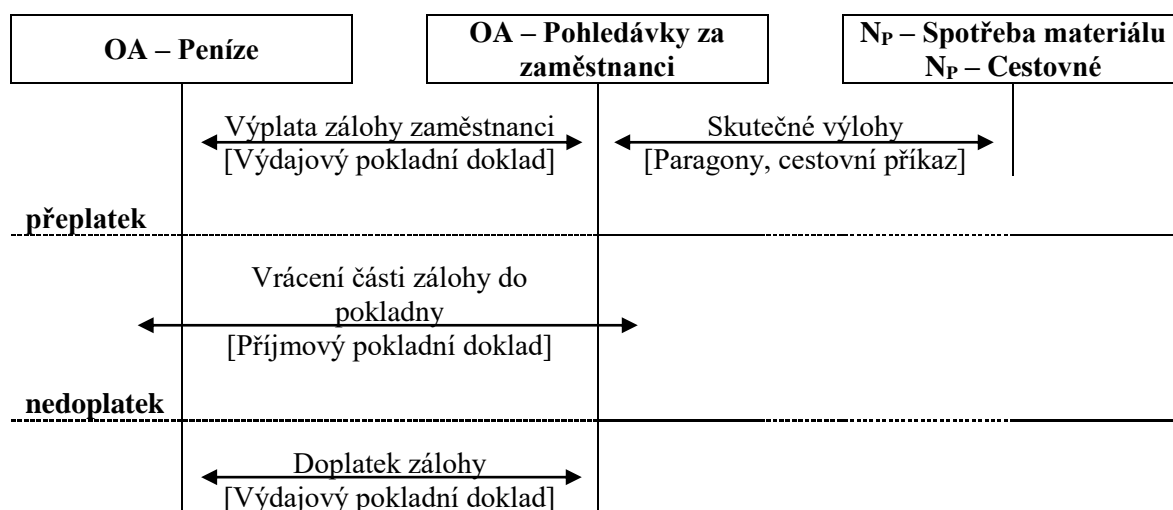 OA – Peníze
OA – Pohledávky za
zaměstnanci
NP – Spotřeba materiálu
NP – Cestovné
Výplata zálohy zaměstnanci
[Výdajový pokladní doklad]
Skutečné výlohy
[Paragony, cestovní příkaz]
přeplatek
Vrácení části zálohy do
pokladny
[Příjmový pokladní doklad]
nedoplatek
Doplatek zálohy
[Výdajový pokladní doklad]